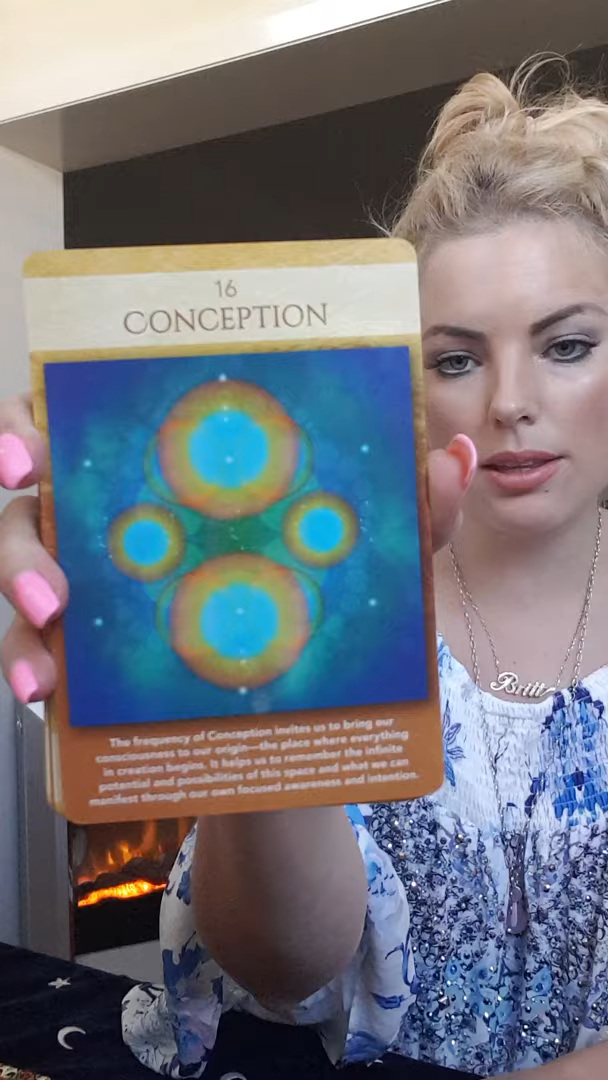 16
CONCEPTION
The frequency of Conception invites us to bring our
consciousness to our origin—the place where everything
in creation begins. It helps us to remember the infinite
potential and possibilities of this space and what we can
manifest through our own focused awareness and intention.
Britt